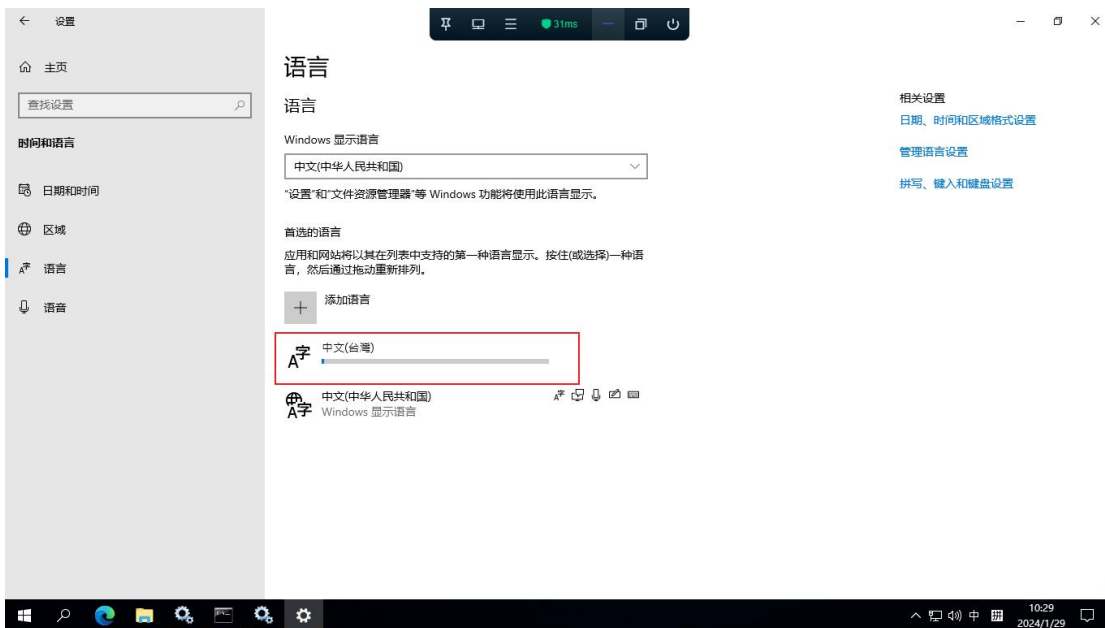 设置
31ms
主页
查找设置
时间和语言
日期和时间
区域
语言
语音
语言
语言
Windows 显示语言
中文(中华人民共和国)
"设置"和"文件资源管理器"等 Windows 功能将使用此语言显示。
首选的语言
应用和网站将以其在列表中支持的第一种语言显示。按住(或选择)一种语
言，然后通过拖动重新排列。
添加语言
A字
中文(台灣)
A字
中文(中华人民共和国)
Windows 显示语言
相关设置
日期、时间和区域格式设置
管理语言设置
拼写、键入和键盘设置
中
拼
10:29
2024/1/29